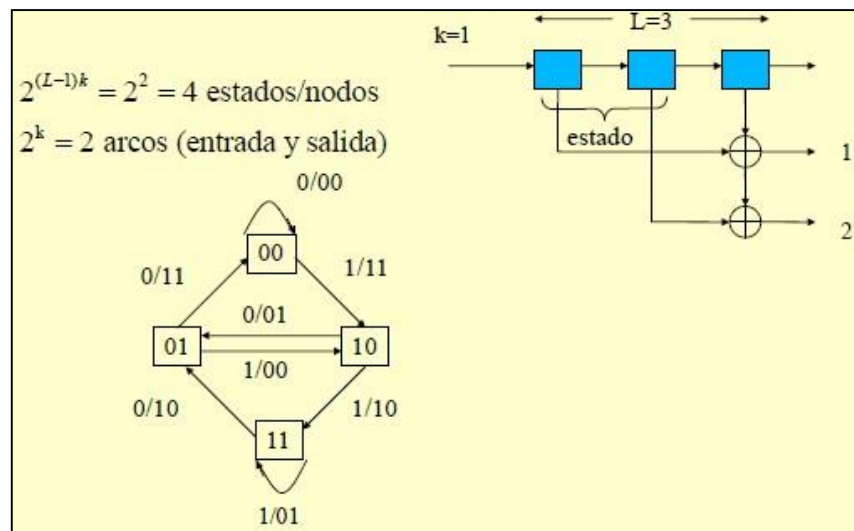 2^{(L-1)k} = 2^2 = 4 estados/nodos
2^k = 2 arcos (entrada y salida)
k=1
L=3
estado
1
2
0/00
00
0/11
1/11
0/01
01
10
1/00
0/10
1/10
11
1/01